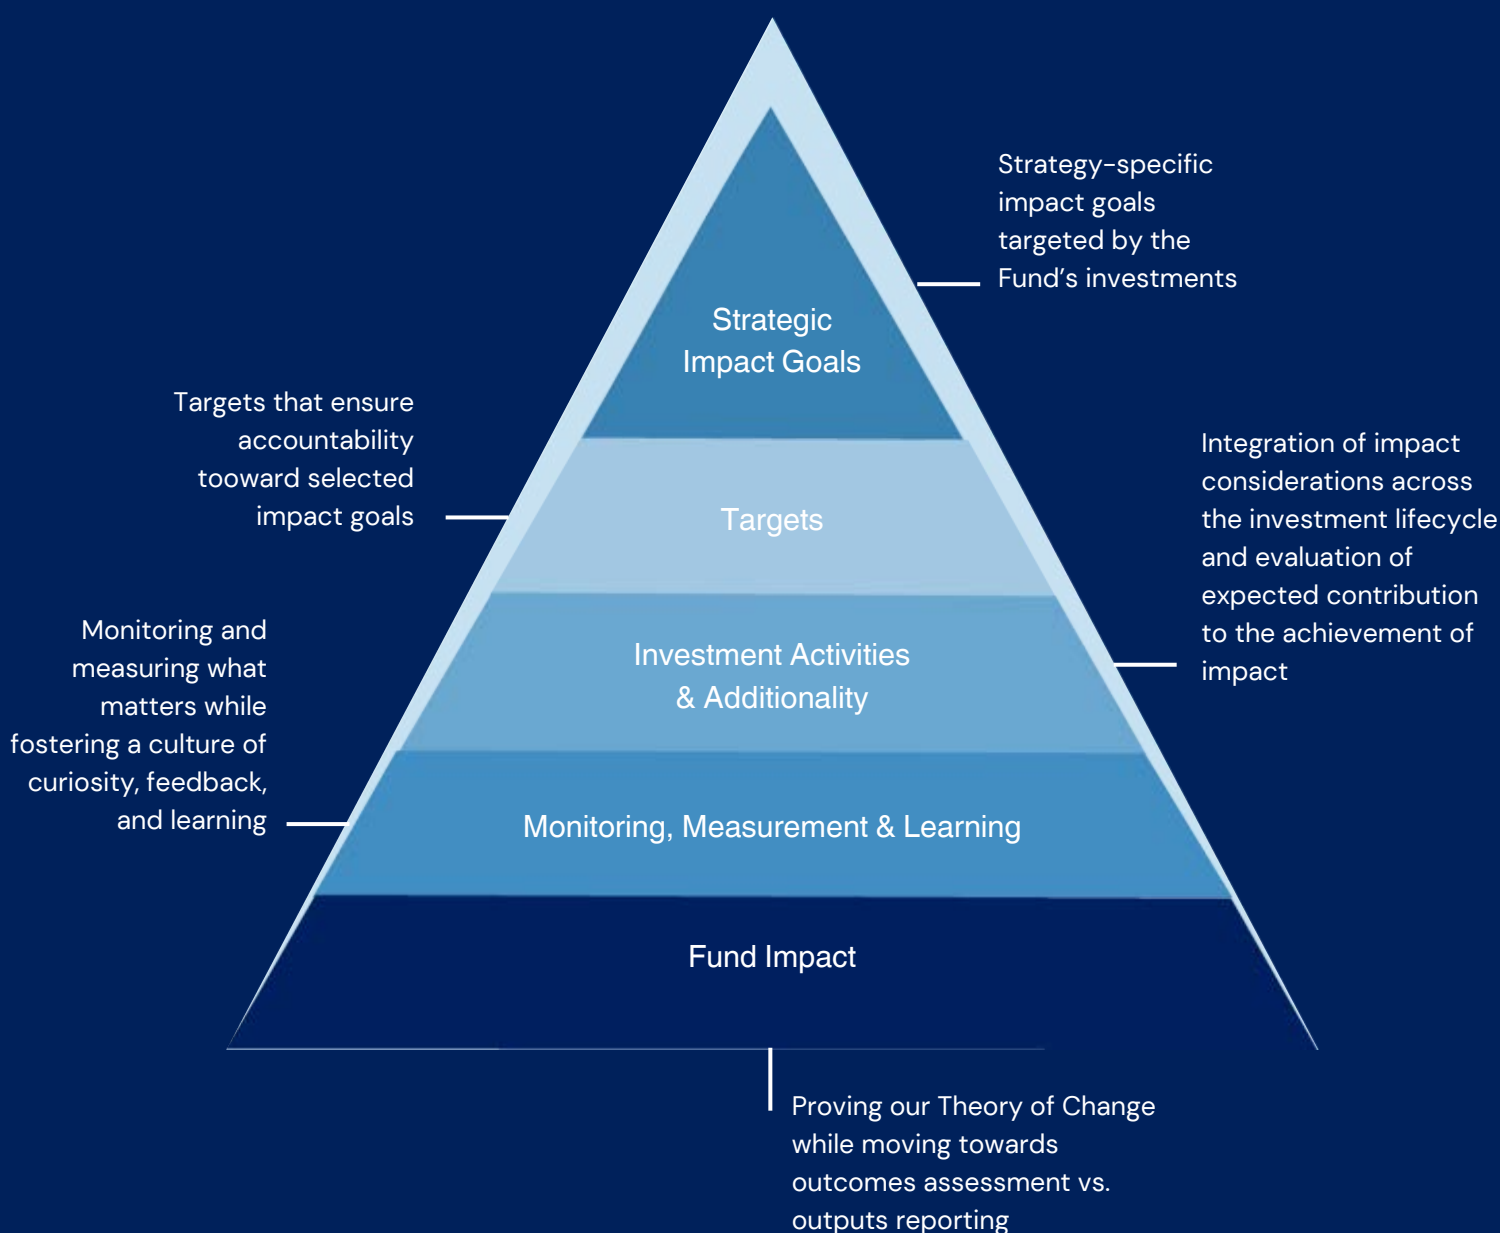 Strategy-specific
impact goals
targeted by the
Fund's investments
Strategic
Impact Goals
Targets that ensure
accountability
tooward selected
impact goals
Targets
Integration of impact
considerations across
the investment lifecycle
and evaluation of
expected contribution
to the achievement of
impact
Investment Activities
& Additionality
Monitoring and
measuring what
matters while
fostering a culture of
curiosity, feedback,
and learning
Monitoring, Measurement & Learning
Fund Impact
Proving our Theory of Change
while moving towards
outcomes assessment vs.
outputs reporting